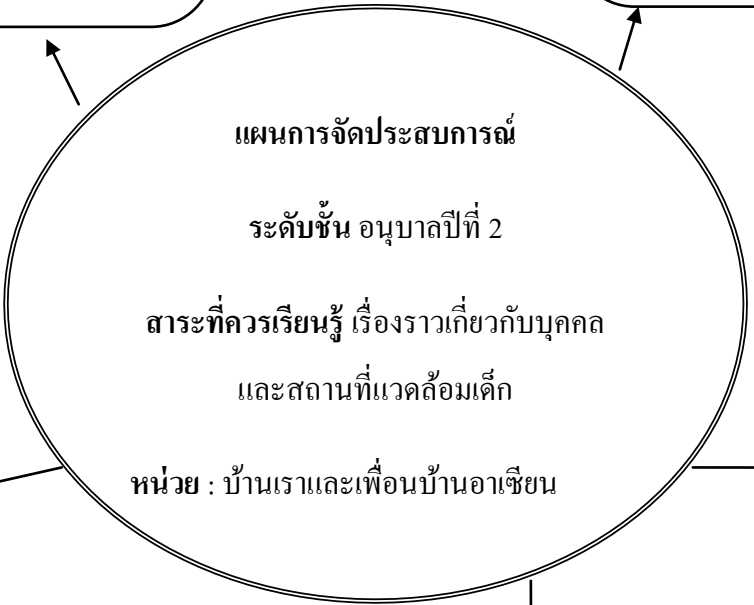 แผนการจัดประสบการณ์
ระดับชั้น อนุบาลปีที่ 2
สาระที่ควรเรียนรู้ เรื่องราวเกี่ยวกับบุคคล
และสถานที่แวดล้อมเด็ก
หน่วย : บ้านเราและเพื่อนบ้านอาเซียน